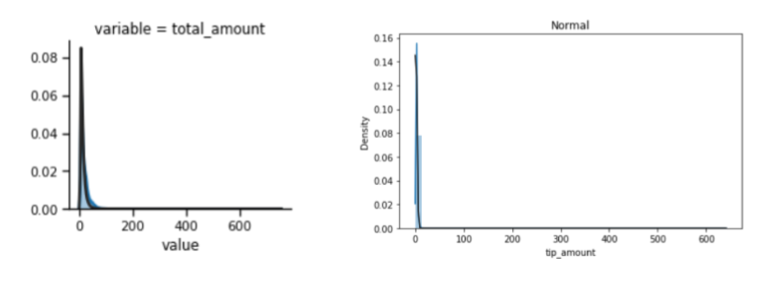 variable = total_amount
0.08
0.06
0.04
0.02
0.00
0 200 400 600
value
Normal
0.16
0.14
0.12
0.10
0.08
0.06
0.04
0.02
0.00
Density
0 100 200 300 400 500 600
tip_amount